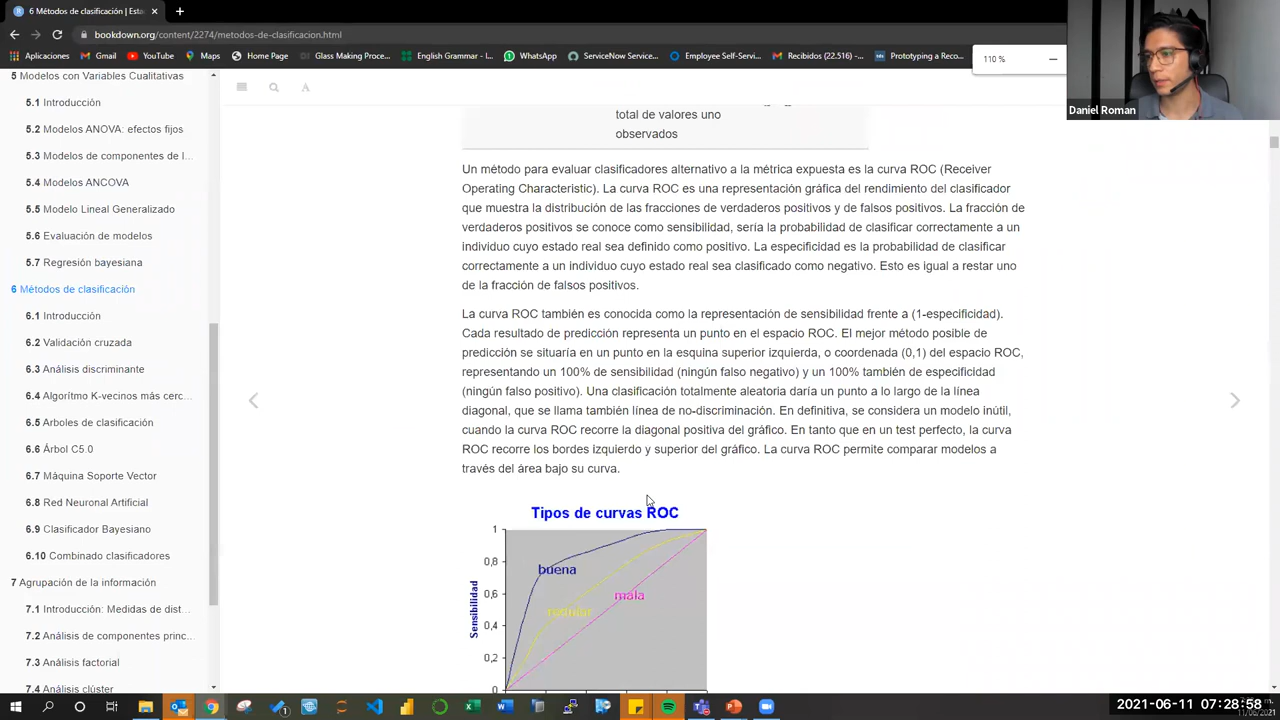 6 Métodos de clasificación | Es
bookdown.org/content/2274/metodos-de-clasificacion.html
Aplicaciones
Gmail
YouTube
Maps
Home Page
Glass Making Proce...
English Grammar -...
WhatsApp
ServiceNow Service...
Employee Self-Servi...
Recibidos (22.516) -...
Prototyping a Reco...
110 %
Daniel Roman
5 Modelos con Variables Cualitativas
5.1 Introducción
5.2 Modelos ANOVA: efectos fijos
5.3 Modelos de componentes de l...
5.4 Modelos ANCOVA
5.5 Modelo Lineal Generalizado
5.6 Evaluación de modelos
5.7 Regresión bayesiana
6 Métodos de clasificación
6.1 Introducción
6.2 Validación cruzada
6.3 Análisis discriminante
6.4 Algorítmo K-vecinos más cerc...
6.5 Arboles de clasificación
6.6 Árbol C5.0
6.7 Máquina Soporte Vector
6.8 Red Neuronal Artificial
6.9 Clasificador Bayesiano
6.10 Combinado clasificadores
7 Agrupación de la información
7.1 Introducción: Medidas de dist...
7.2 Análisis de componentes princ...
7.3 Análisis factorial
7.4 Análisis clúster
total de valores uno
observados
Un método para evaluar clasificadores alternativo a la métrica expuesta es la curva ROC (Receiver
Operating Characteristic). La curva ROC es una representación gráfica del rendimiento del clasificador
que muestra la distribución de las fracciones de verdaderos positivos y de falsos positivos. La fracción de
verdaderos positivos se conoce como sensibilidad, sería la probabilidad de clasificar correctamente a un
individuo cuyo estado real sea definido como positivo. La especificidad es la probabilidad de clasificar
correctamente a un individuo cuyo estado real sea clasificado como negativo. Esto es igual a restar uno
de la fracción de falsos positivos.
La curva ROC también es conocida como la representación de sensibilidad frente a (1-especificidad).
Cada resultado de predicción representa un punto en el espacio ROC. El mejor método posible de
predicción se situaría en un punto en la esquina superior izquierda, o coordenada (0,1) del espacio ROC,
representando un 100% de sensibilidad (ningún falso negativo) y un 100% también de especificidad
(ningún falso positivo). Una clasificación totalmente aleatoria daría un punto a lo largo de la línea
diagonal, que se llama también línea de no-discriminación. En definitiva, se considera un modelo inútil,
cuando la curva ROC recorre la diagonal positiva del gráfico. En tanto que en un test perfecto, la curva
ROC recorre los bordes izquierdo y superior del gráfico. La curva ROC permite comparar modelos a
través del área bajo su curva.
Tipos de curvas ROC
1
0,8
0,6
0,4
0,2
0
Sensibilidad
buena
regular
mala
2021-06-11 07:28:58